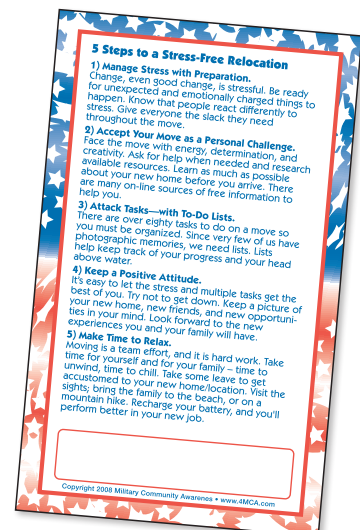 5 Steps to a Stress-Free Relocation
1) Manage Stress with Preparation.
Change, even good change, is stressful. Be ready
for unexpected and emotionally charged things to
happen. Know that people react differently to
stress. Give everyone the slack they need
throughout the move.
2) Accept Your Move as a Personal Challenge.
Face the move with energy, determination, and
creativity. Ask for help when needed and research
available resources. Learn as much as possible
about your new home before you arrive. There
are many on-line sources of free information to
help you.
3) Attack Tasks—with To-Do Lists.
There are over eighty tasks to do on a move so
you must be organized. Since very few of us have
photographic memories, we need lists. Lists
help keep track of your progress and your head
above water.
4) Keep a Positive Attitude.
It's easy to let the stress and multiple tasks get the
best of you. Try not to get down. Keep a picture of
your new home, new friends, and new opportuni-
ties in your mind. Look forward to the new
experiences you and your family will have.
5) Make Time to Relax.
Moving is a team effort, and it is hard work. Take
time for yourself and for your family – time to
unwind, time to chill. Take some leave to get
accustomed to your new home/location. Visit the
sights; bring the family to the beach, or on a
mountain hike. Recharge your battery, and you'll
perform better in your new job.
Copyright 2008 Military Community Awarenes • www.4MCA.com